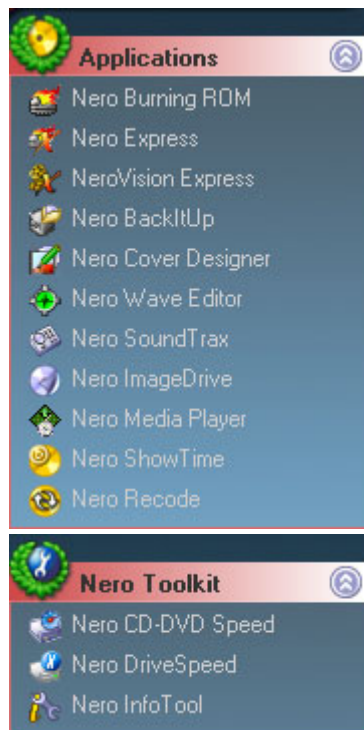 Applications
Nero Burning ROM
Nero Express
NeroVision Express
Nero BackItUp
Nero Cover Designer
Nero Wave Editor
Nero SoundTrax
Nero ImageDrive
Nero Media Player
Nero ShowTime
Nero Recode
Nero Toolkit
Nero CD-DVD Speed
Nero DriveSpeed
Nero InfoTool